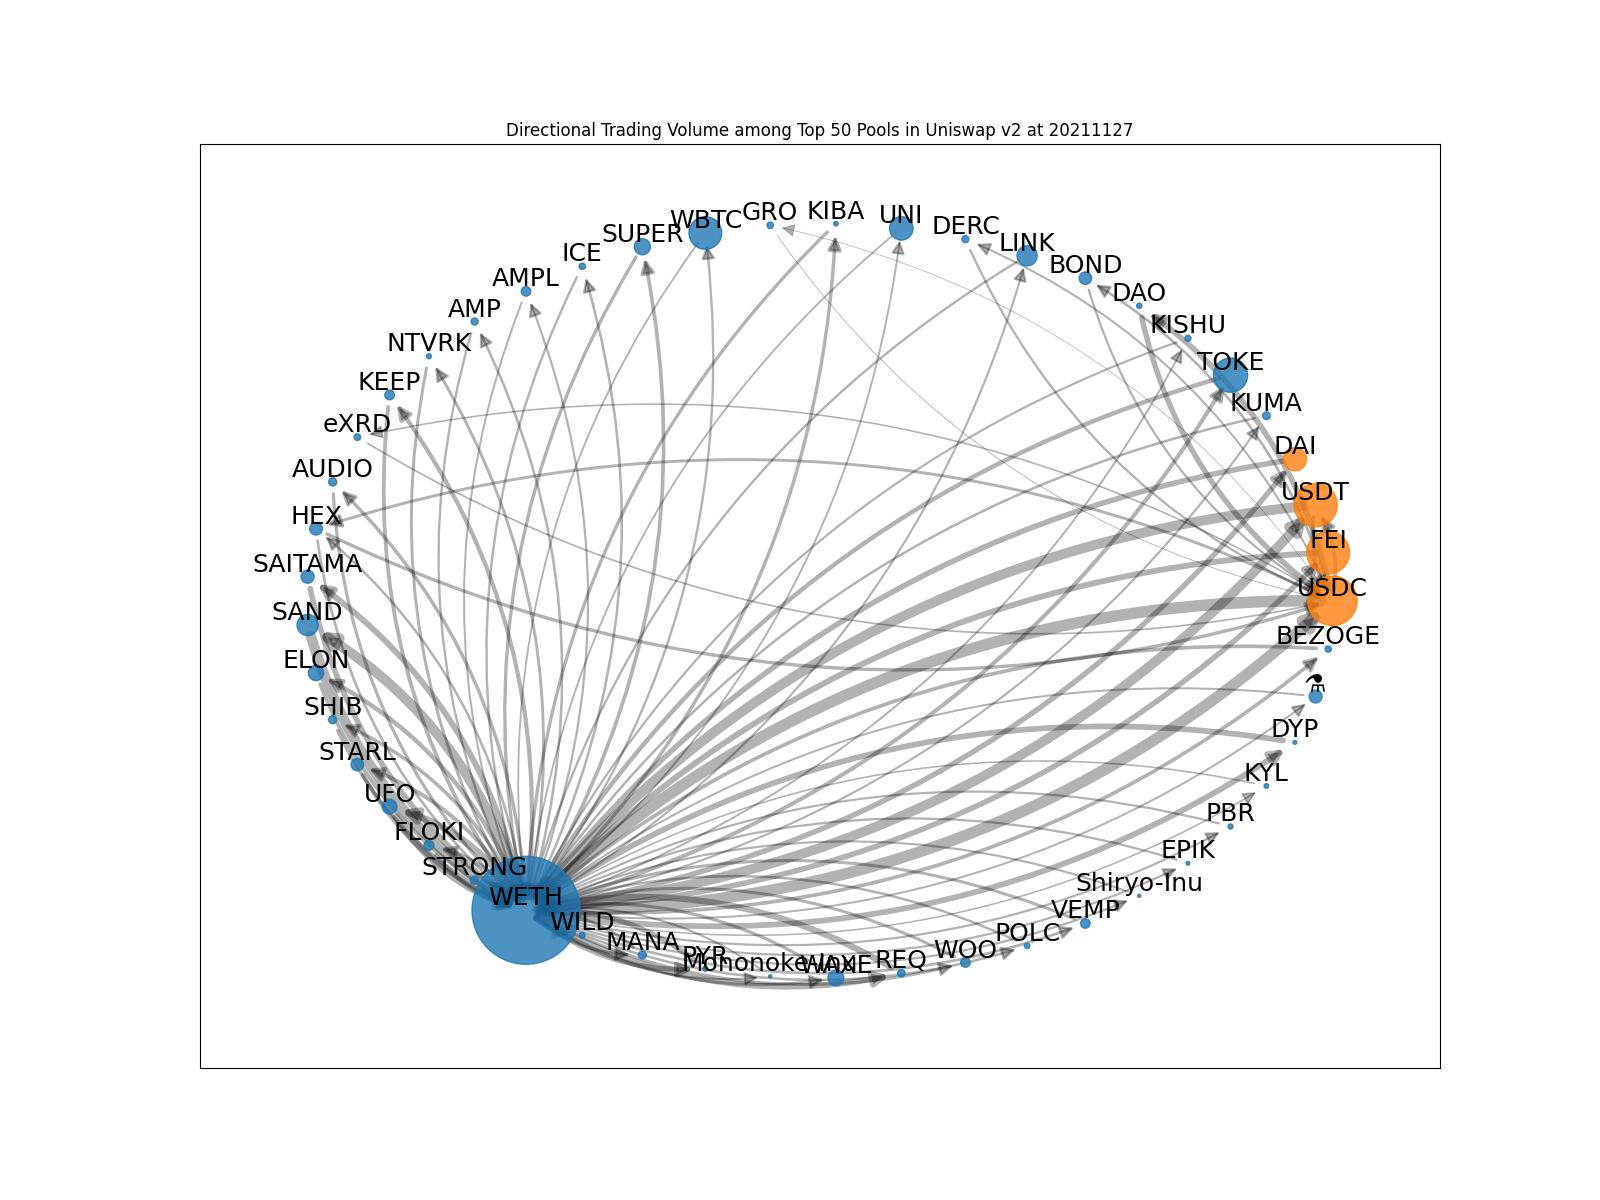 Directional Trading Volume among Top 50 Pools in Uniswap v2 at 20211127
GRO
KIBA
UNI
WBTC
DERC
SUPER
LINK
ICE
BOND
AMPL
DAO
AMP
KISHU
NTVRK
TOKE
KEEP
KUMA
eXRD
DAI
AUDIO
USDT
HEX
FEI
SAITAMA
USDC
SAND
BEZOGE
ELON
⚗
SHIB
DYP
STARL
KYL
UFO
PBR
FLOKI
EPIK
STRONG
Shiryo-Inu
WETH
VEMP
WILD
POLC
MANA
WOO
PYR
REQ
Mononoke-Inu